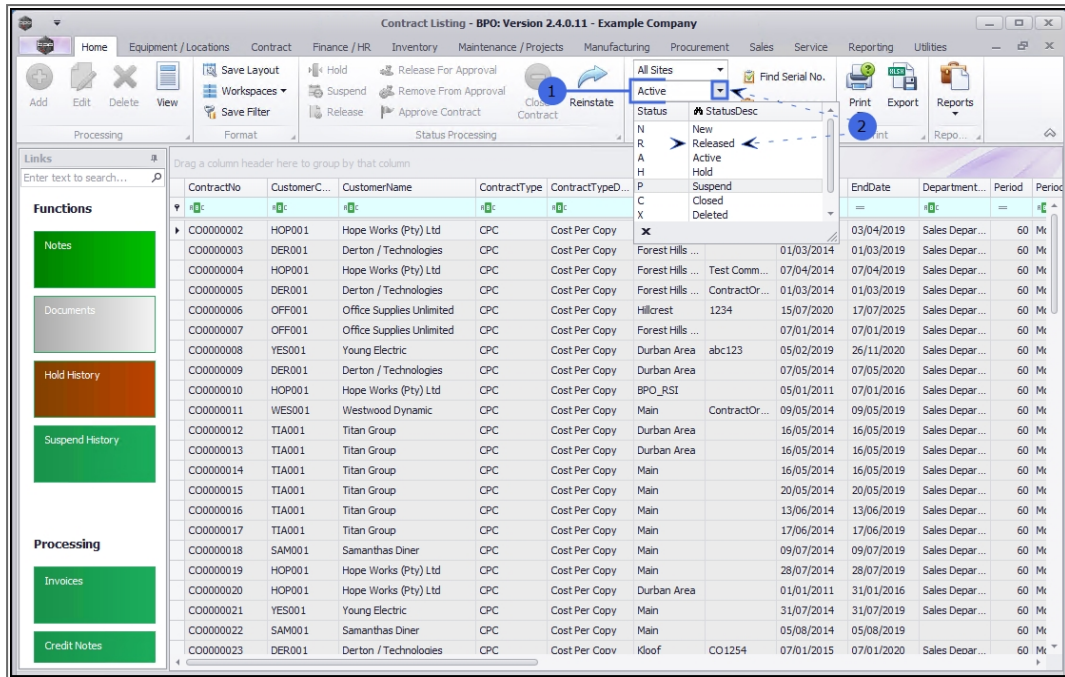 Contract Listing - BPO: Version 2.4.0.11 - Example Company
Home Equipment / Locations Contract Finance / HR Inventory Maintenance / Projects Manufacturing Procurement Sales Service Reporting Utilities
Add Edit Delete View
Processing
Save Layout
Workspaces
Save Filter
Format
Hold Release For Approval
Suspend Remove From Approval
Release Approve Contract
Contract
Reinstate
Status Processing
All Sites
Active
Find Serial No.
1
2
Print Export
Reports
Repo...
Status StatusDesc
N New
R Released
A Active
H Hold
P Suspend
C Closed
X Deleted
x
Links
Enter text to search...
Functions
Notes
Documents
Hold History
Suspend History
Processing
Invoices
Credit Notes
Drag a column header here to group by that column
ContractNo CustomerC... CustomerName ContractType ContractTypeD... EndDate Department... Period Period
CO0000002 HOP001 Hope Works (Pty) Ltd CPC Cost Per Copy 03/04/2019 Sales Depar... 60 Mo
CO0000003 DER001 Derton / Technologies CPC Cost Per Copy Forest Hills ... 01/03/2014 01/03/2019 Sales Depar... 60 Mo
CO0000004 HOP001 Hope Works (Pty) Ltd CPC Cost Per Copy Forest Hills ... Test Comm... 07/04/2014 07/04/2019 Sales Depar... 60 Mo
CO0000005 DER001 Derton / Technologies CPC Cost Per Copy Forest Hills ... ContractOr... 01/03/2014 01/03/2019 Sales Depar... 60 Mo
CO0000006 OFF001 Office Supplies Unlimited CPC Cost Per Copy Hillcrest 1234 15/07/2020 17/07/2025 Sales Depar... 60 Mo
CO0000007 OFF001 Office Supplies Unlimited CPC Cost Per Copy Forest Hills ... 07/01/2014 07/01/2019 Sales Depar... 60 Mo
CO0000008 YES001 Young Electric CPC Cost Per Copy Durban Area abc123 05/02/2019 26/11/2020 Sales Depar... 60 Mo
CO0000009 DER001 Derton / Technologies CPC Cost Per Copy Durban Area 07/05/2014 07/05/2020 Sales Depar... 60 Mo
CO0000010 HOP001 Hope Works (Pty) Ltd CPC Cost Per Copy BPO_RSI 05/01/2011 07/01/2016 Sales Depar... 60 Mo
CO0000011 WES001 Westwood Dynamic CPC Cost Per Copy Main ContractOr... 09/05/2014 09/05/2019 Sales Depar... 60 Mo
CO0000012 TIA001 Titan Group CPC Cost Per Copy Durban Area 16/05/2014 16/05/2019 Sales Depar... 60 Mo
CO0000013 TIA001 Titan Group CPC Cost Per Copy Durban Area 16/05/2014 16/05/2019 Sales Depar... 60 Mo
CO0000014 TIA001 Titan Group CPC Cost Per Copy Main 16/05/2014 16/05/2019 Sales Depar... 60 Mo
CO0000015 TIA001 Titan Group CPC Cost Per Copy Main 20/05/2014 20/05/2019 Sales Depar... 60 Mo
CO0000016 TIA001 Titan Group CPC Cost Per Copy Main 13/06/2014 13/06/2019 Sales Depar... 60 Mo
CO0000017 TIA001 Titan Group CPC Cost Per Copy Main 17/06/2014 17/06/2019 Sales Depar... 60 Mo
CO0000018 SAM001 Samanthas Diner CPC Cost Per Copy Main 09/07/2014 09/07/2019 Sales Depar... 60 Mo
CO0000019 HOP001 Hope Works (Pty) Ltd CPC Cost Per Copy Main 28/07/2014 28/07/2019 Sales Depar... 60 Mo
CO0000020 HOP001 Hope Works (Pty) Ltd CPC Cost Per Copy Durban Area 01/01/2011 31/01/2016 Sales Depar... 60 Mo
CO0000021 YES001 Young Electric CPC Cost Per Copy Main 31/07/2014 31/07/2019 Sales Depar... 60 Mo
CO0000022 SAM001 Samanthas Diner CPC Cost Per Copy Main 05/08/2014 05/08/2019 60 Mo
CO0000023 DER001 Derton / Technologies CPC Cost Per Copy Kloof CO1254 07/01/2015 07/01/2020 Sales Depar... 60 Mo